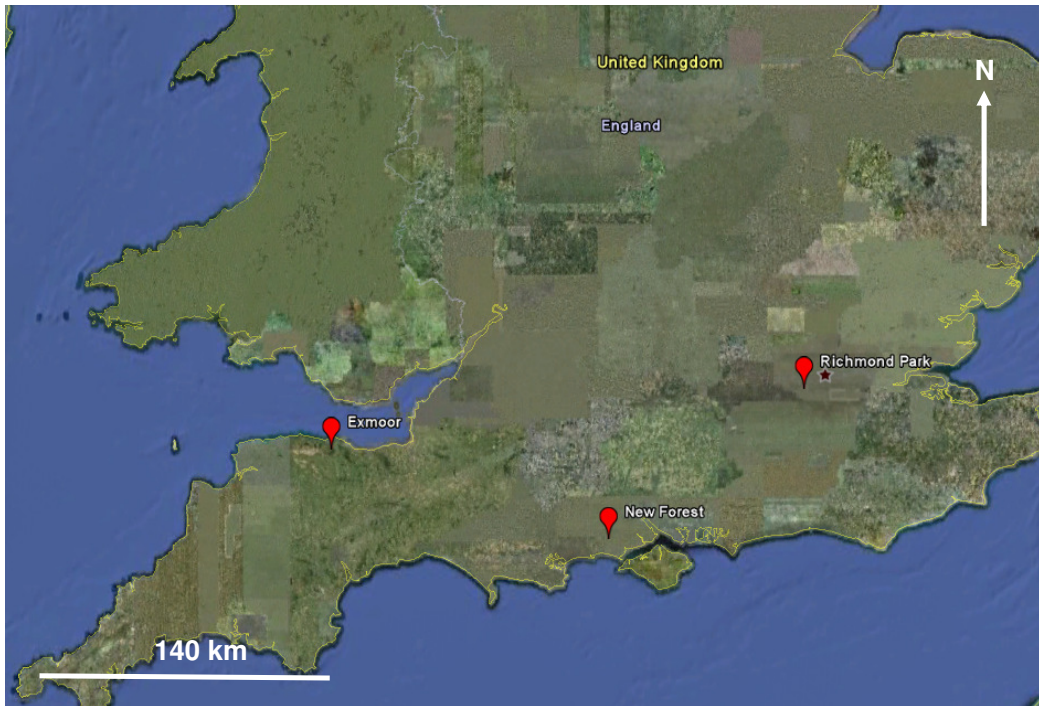 United Kingdom
N
England
Richmond Park
Exmoor
New Forest
140 km